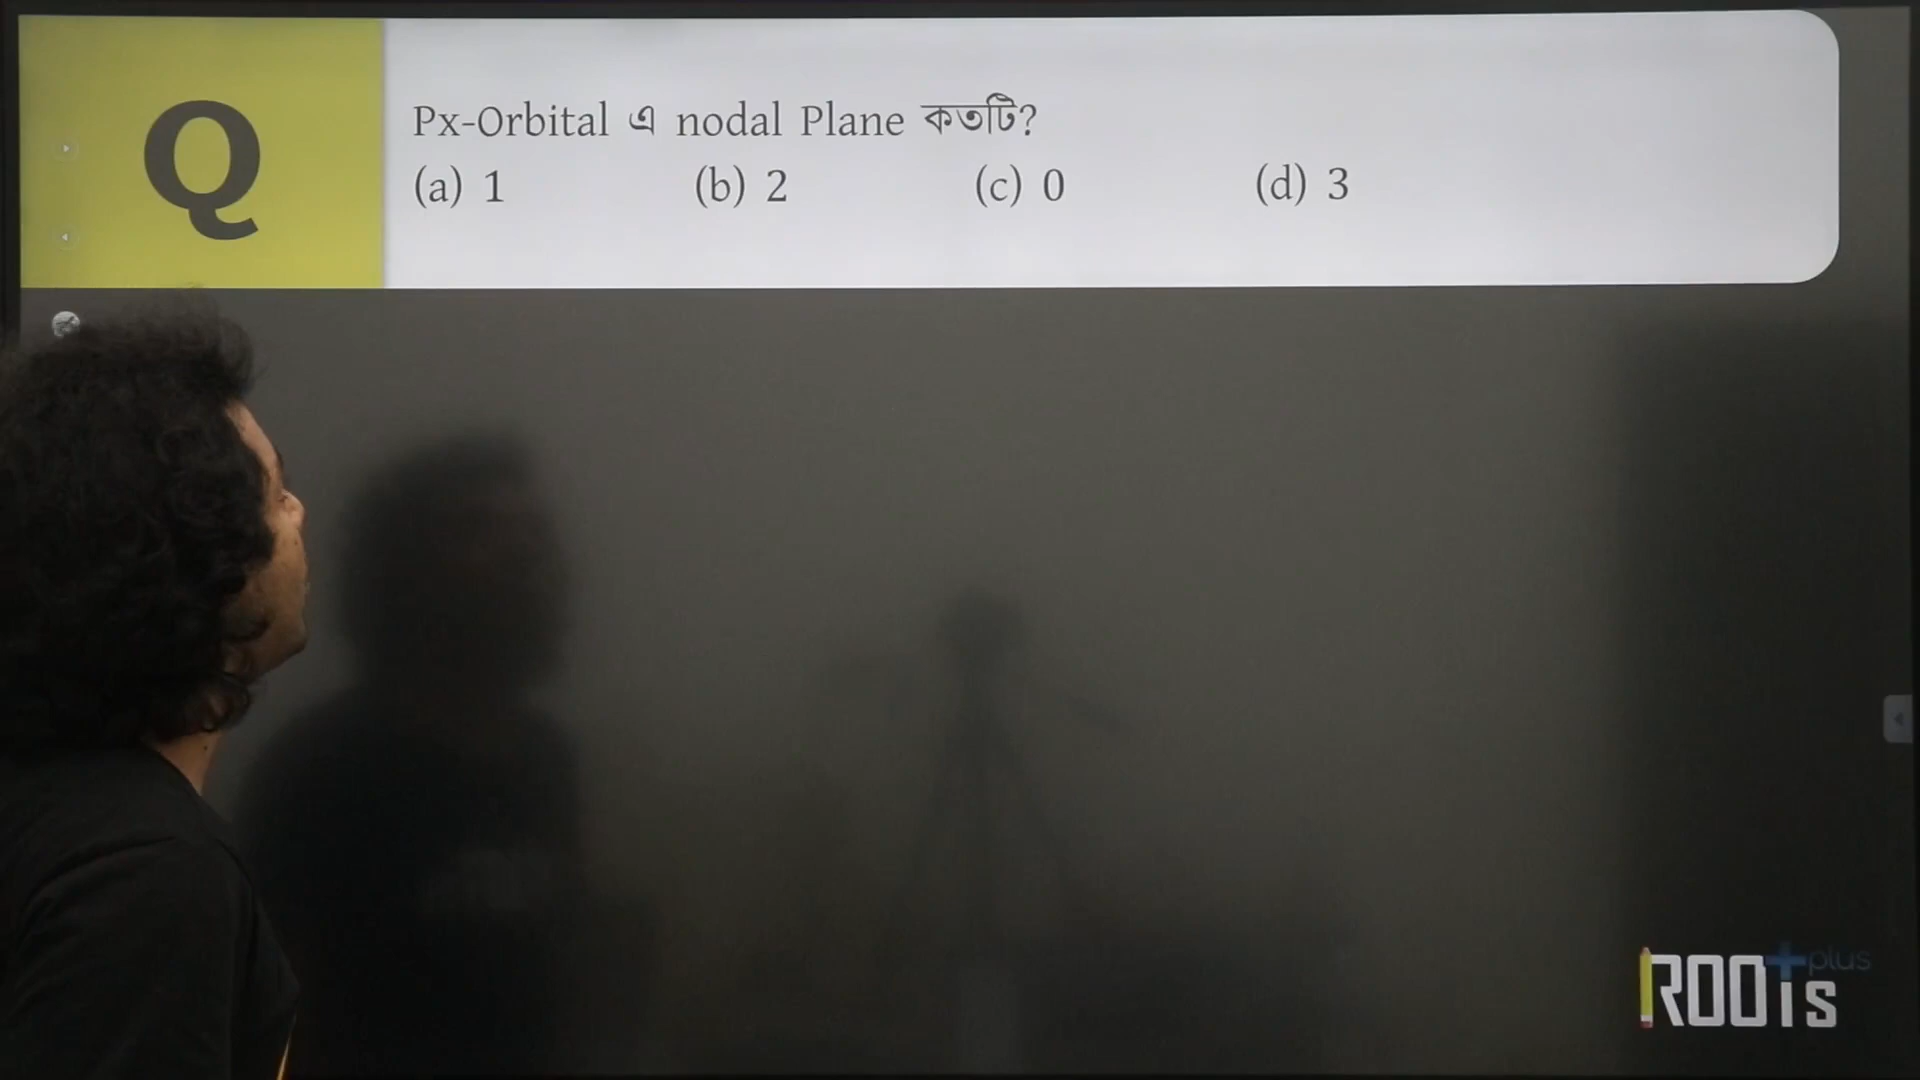 Q
Px-Orbital এ nodal Plane কতটি?
(a) 1 (b) 2 (c) 0 (d) 3
ROOTs plus